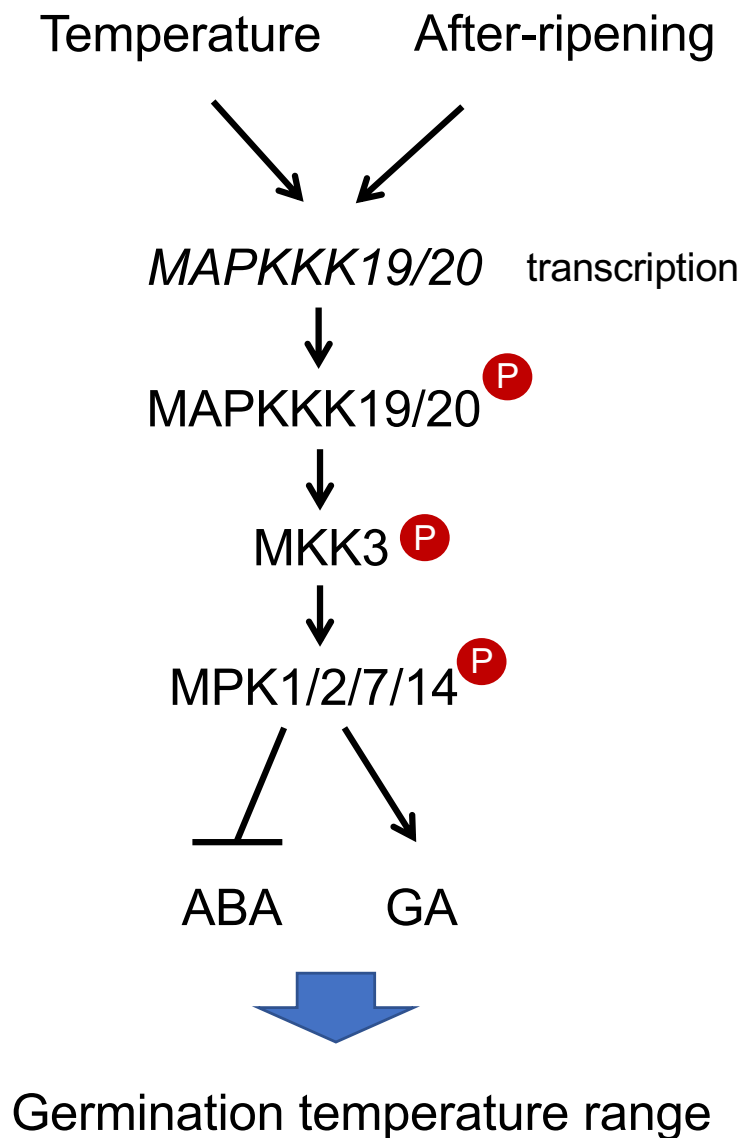 Temperature After-ripening
MAPKKK19/20 transcription
MAPKKK19/20 P
MKK3 P
MPK1/2/7/14 P
ABA GA
Germination temperature range